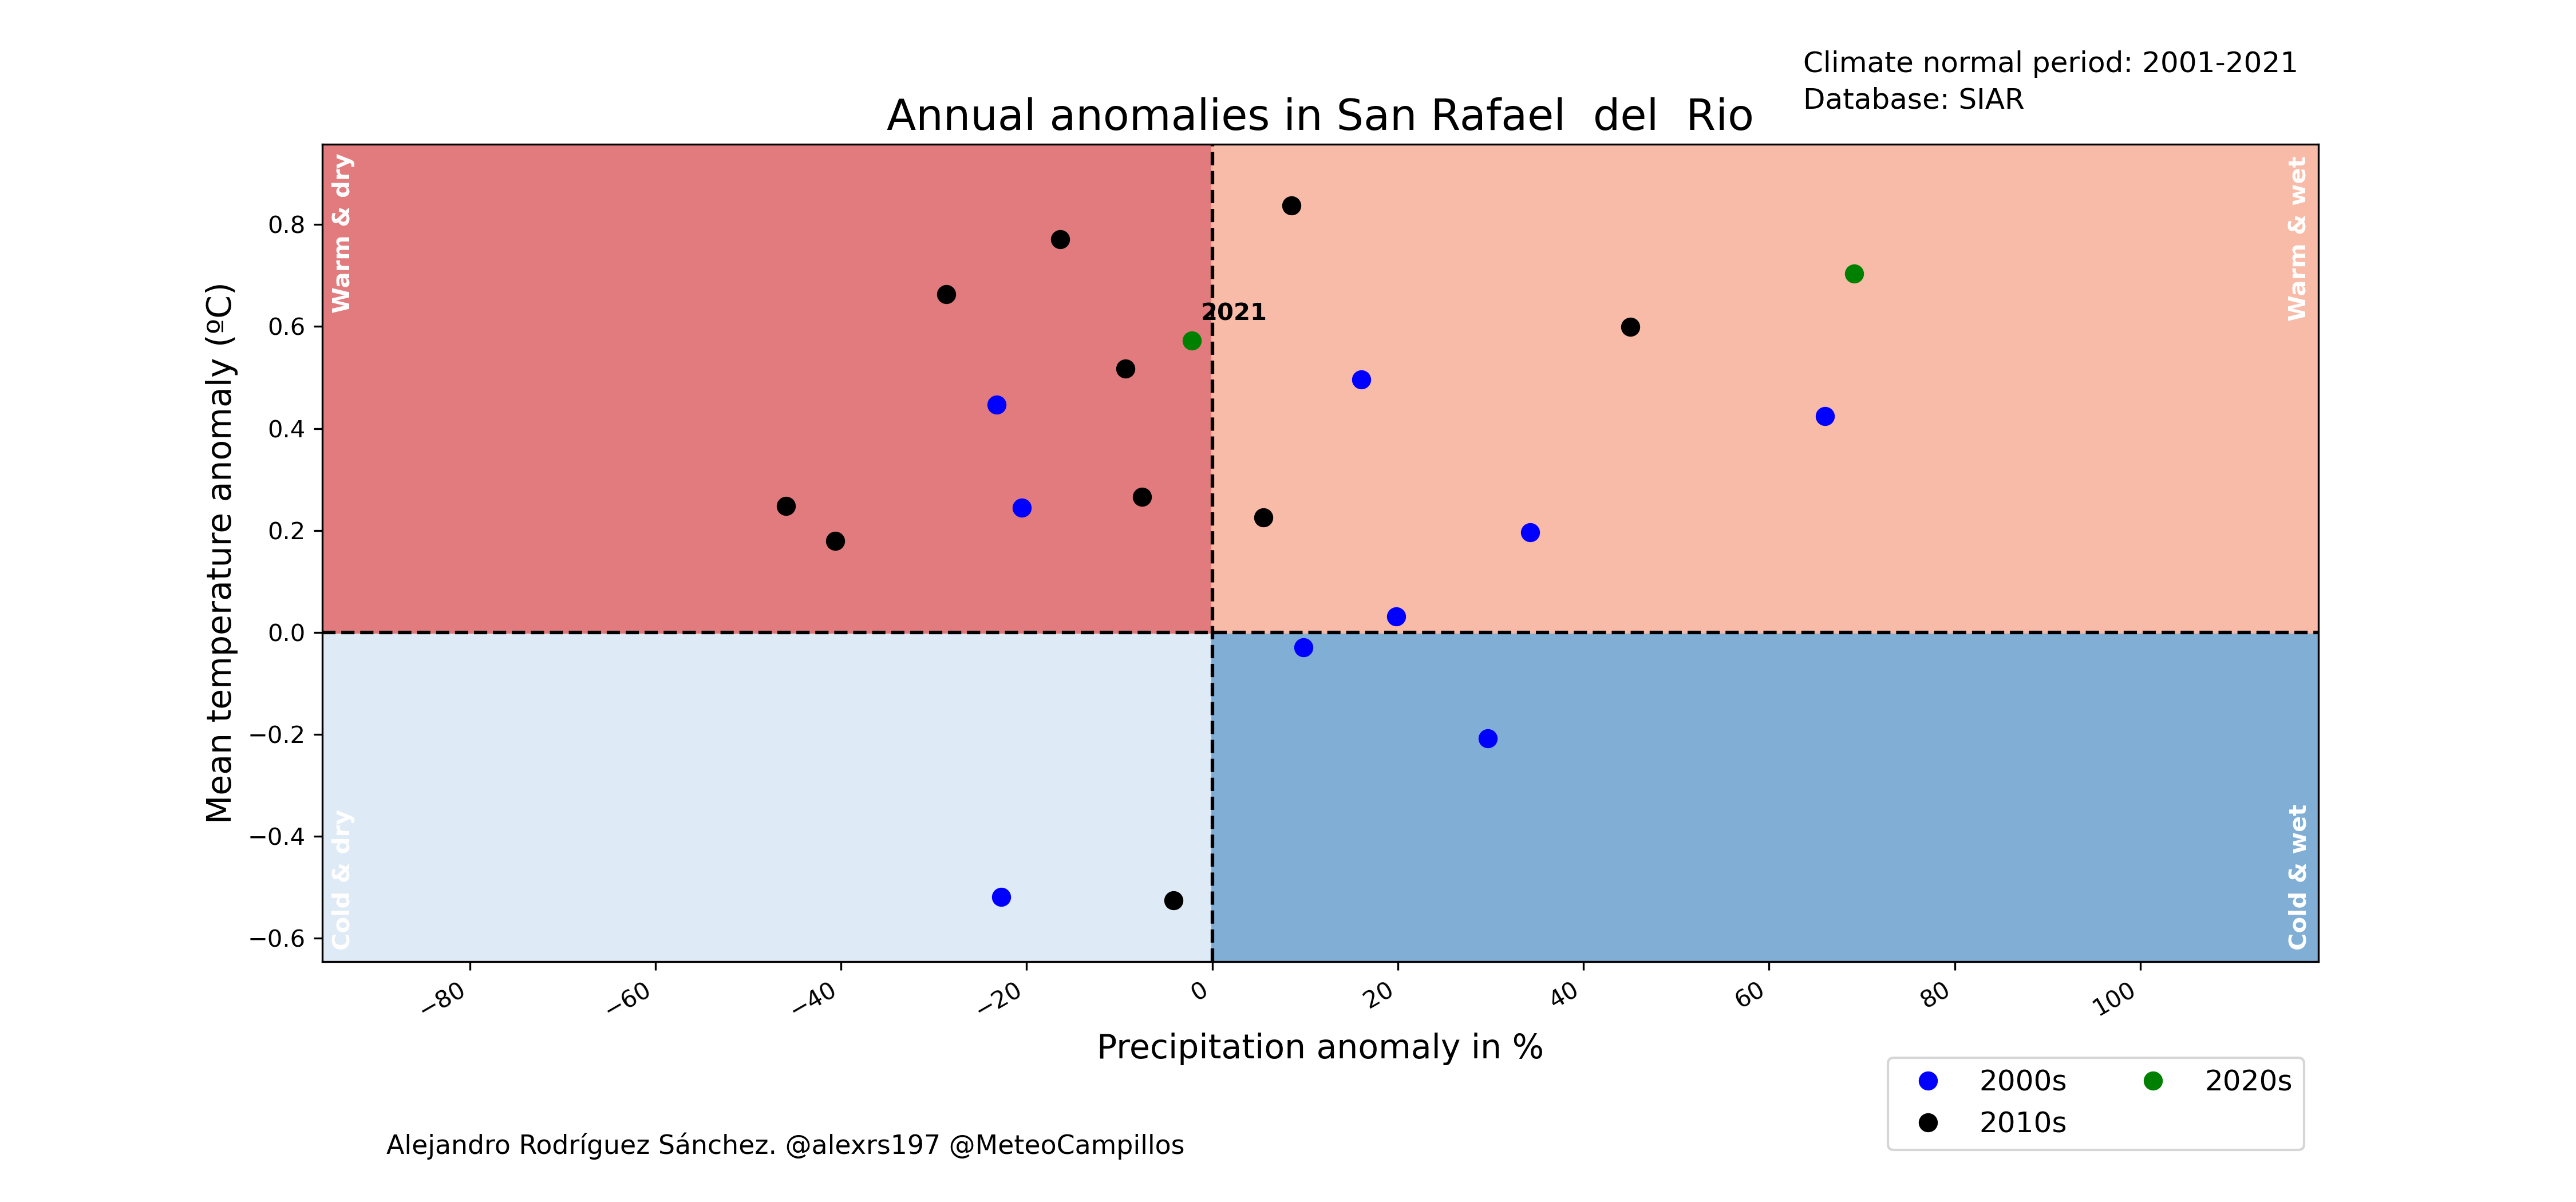 Climate normal period: 2001-2021
Database: SIAR
Annual anomalies in San Rafael  del  Rio
Warm & dry
Warm & wet
2021
Cold & dry
Cold & wet
Mean temperature anomaly (ºC)
0.8
0.6
0.4
0.2
0.0
−0.2
−0.4
−0.6
−80
−60
−40
−20
0
20
40
60
80
100
Precipitation anomaly in %
2000s
2010s
2020s
Alejandro Rodríguez Sánchez. @alexrs197 @MeteoCampillos